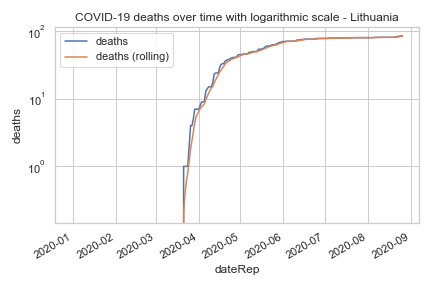 COVID-19 deaths over time with logarithmic scale - Lithuania
deaths
deaths (rolling)
10²
10¹
10⁰
deaths
2020-01
2020-02
2020-03
2020-04
2020-05
2020-06
2020-07
2020-08
2020-09
dateRep